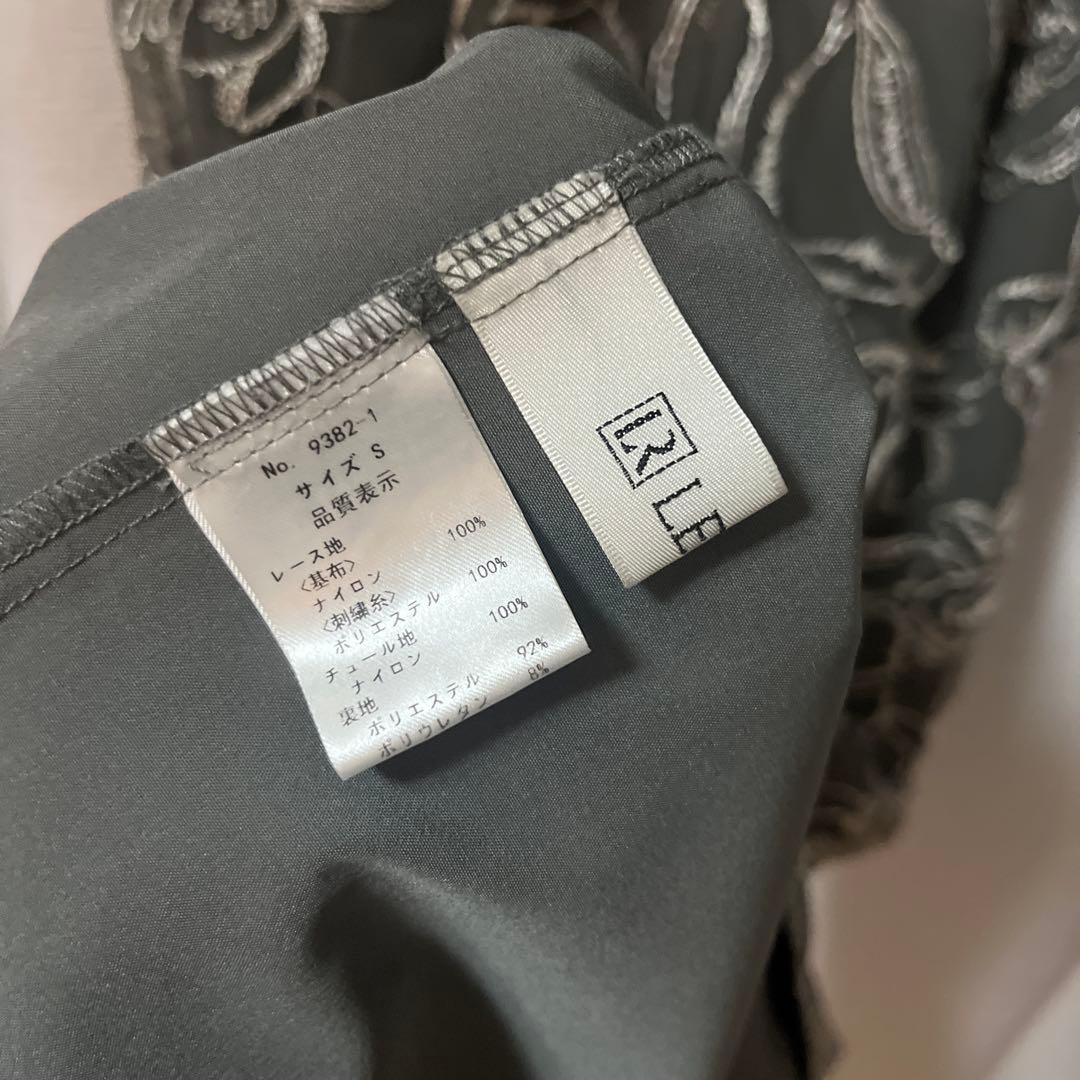 No. 9382-1
サイズ S
品質表示
レース地
〈基布〉
ナイロン 100%
〈刺繍糸〉
ポリエステル 100%
チュール地
ナイロン 100%
裏地
ポリエステル 92%
ポリウレタン 8%
iR
LE